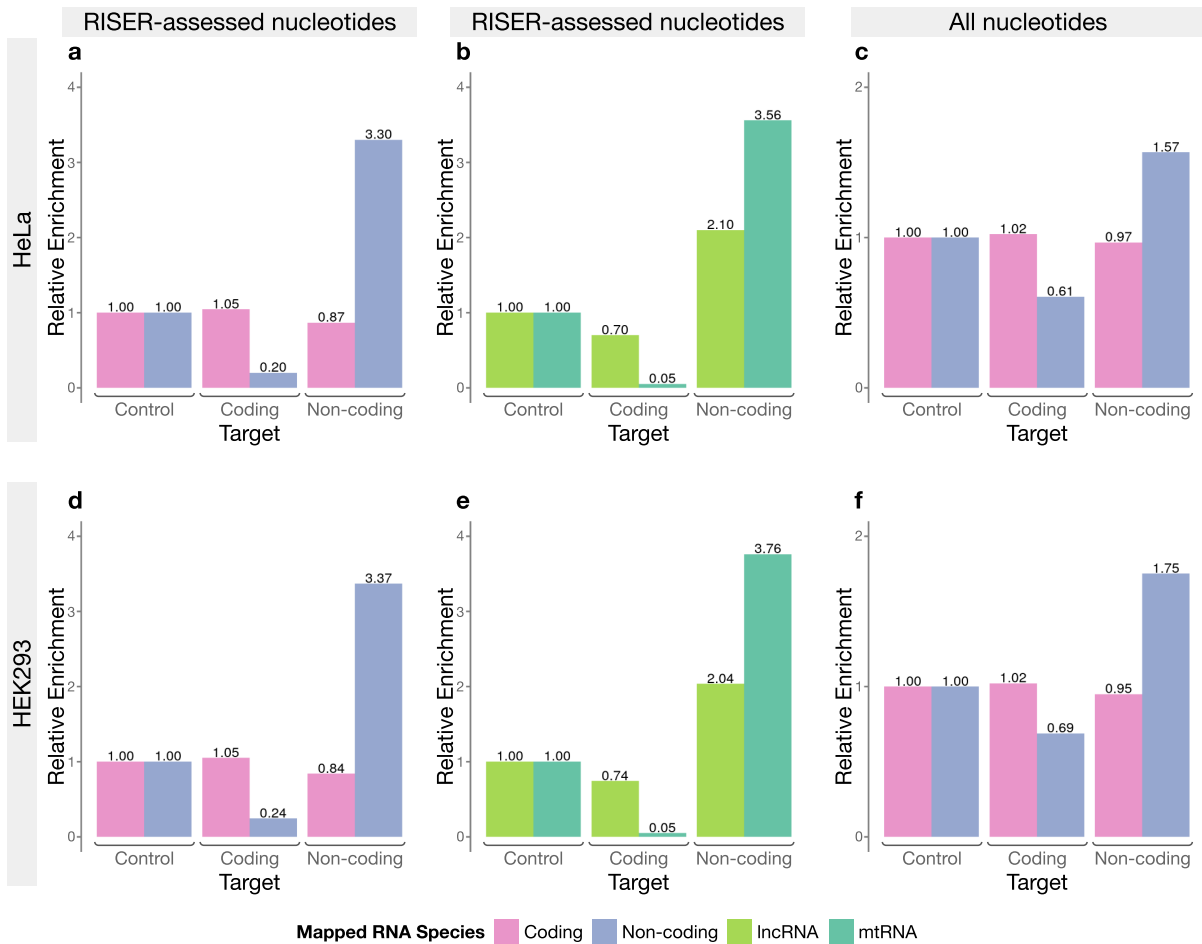 RISER-assessed nucleotides
RISER-assessed nucleotides
All nucleotides
HeLa
a
Relative Enrichment
4
3
2
1
0
1.00
1.00
1.05
0.20
0.87
3.30
Control
Coding
Non-coding
Target
b
Relative Enrichment
4
3
2
1
0
1.00
1.00
0.70
0.05
2.10
3.56
Control
Coding
Non-coding
Target
c
Relative Enrichment
2
1
0
1.00
1.00
1.02
0.61
0.97
1.57
Control
Coding
Non-coding
Target
HEK293
d
Relative Enrichment
4
3
2
1
0
1.00
1.00
1.05
0.24
0.84
3.37
Control
Coding
Non-coding
Target
e
Relative Enrichment
4
3
2
1
0
1.00
1.00
0.74
0.05
2.04
3.76
Control
Coding
Non-coding
Target
f
Relative Enrichment
2
1
0
1.00
1.00
1.02
0.69
0.95
1.75
Control
Coding
Non-coding
Target
Mapped RNA Species Coding Non-coding lncRNA mtRNA